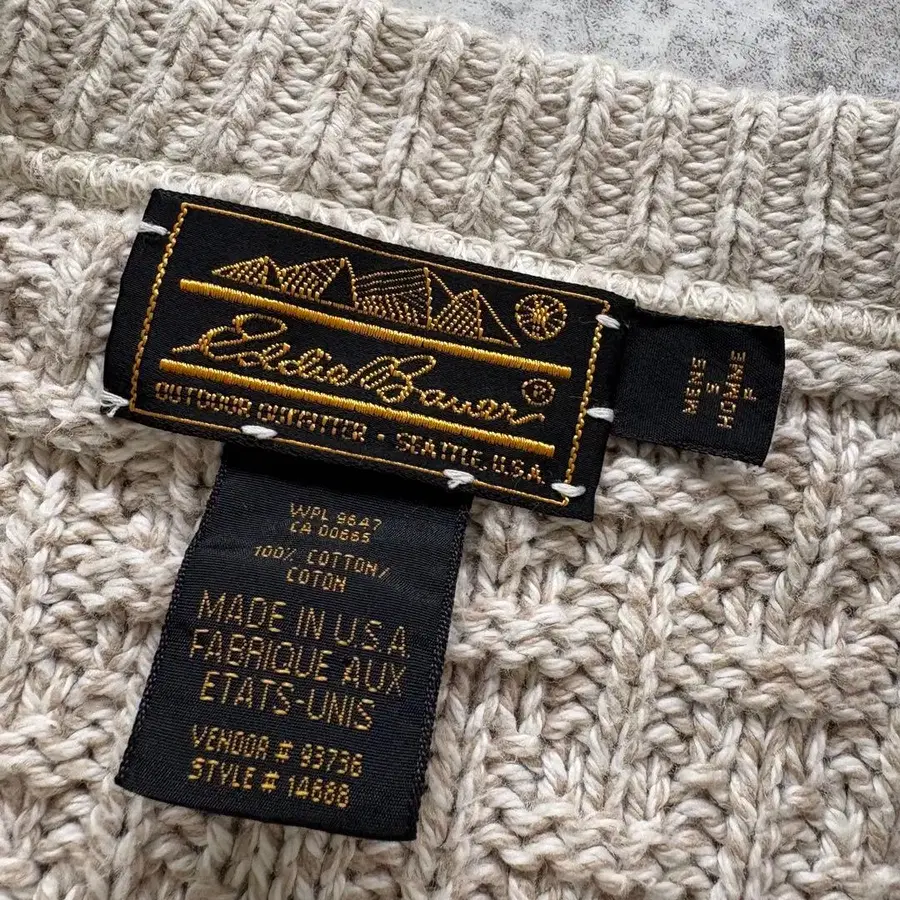 Eddie Bauer®
OUTDOOR OUTFITTER · SEATTLE, U.S.A.
MENS
S
HOMME
P
WPL 9647
CA 00665
100% COTTON/
COTON
MADE IN U.S.A
FABRIQUE AUX
ETATS-UNIS
VENDOR # 93736
STYLE # 14688